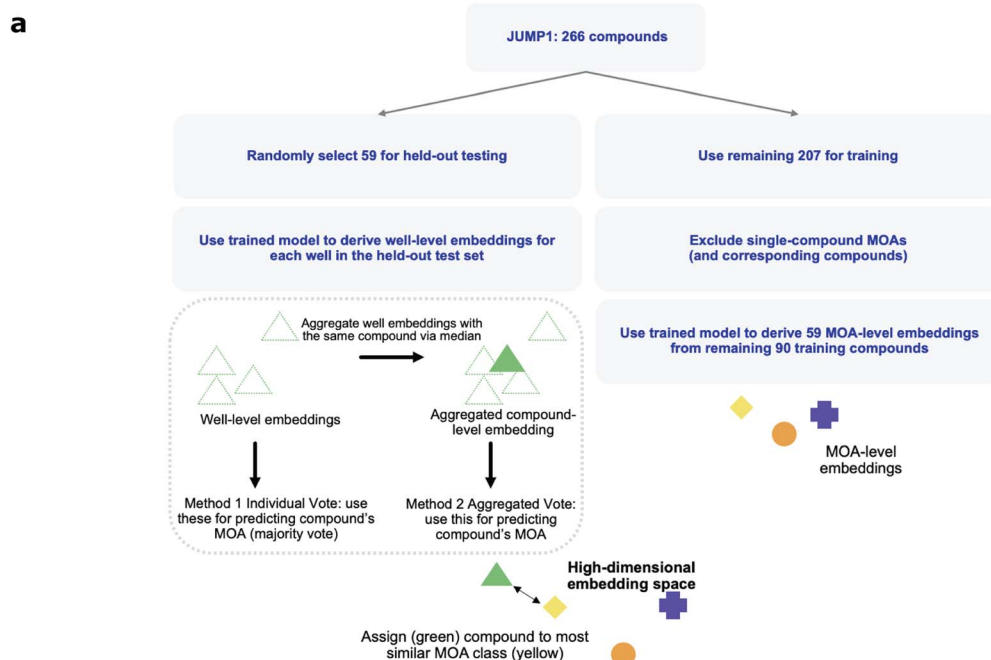 a
JUMP1: 266 compounds
Randomly select 59 for held-out testing
Use remaining 207 for training
Use trained model to derive well-level embeddings for
each well in the held-out test set
Exclude single-compound MOAs
(and corresponding compounds)
Use trained model to derive 59 MOA-level embeddings
from remaining 90 training compounds
Aggregate well embeddings with
the same compound via median
Well-level embeddings
Aggregated compound-
level embedding
MOA-level
embeddings
Method 1 Individual Vote: use
these for predicting compound's
MOA (majority vote)
Method 2 Aggregated Vote:
use this for predicting
compound's MOA
High-dimensional
embedding space
Assign (green) compound to most
similar MOA class (yellow)